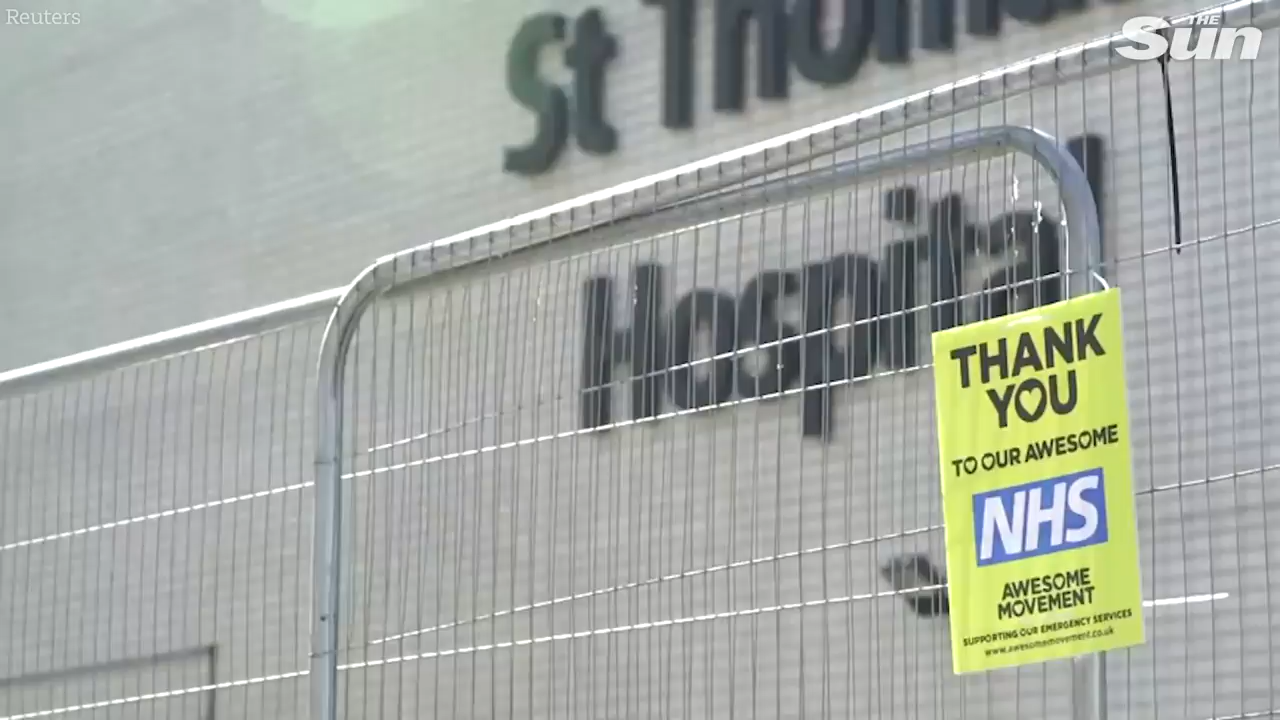 Reuters
THE
Sun
St Thomas
Hospital
THANK
YOU
TO OUR AWESOME
NHS
AWESOME
MOVEMENT
SUPPORTING OUR EMERGENCY SERVICES
www.awesomemovement.co.uk